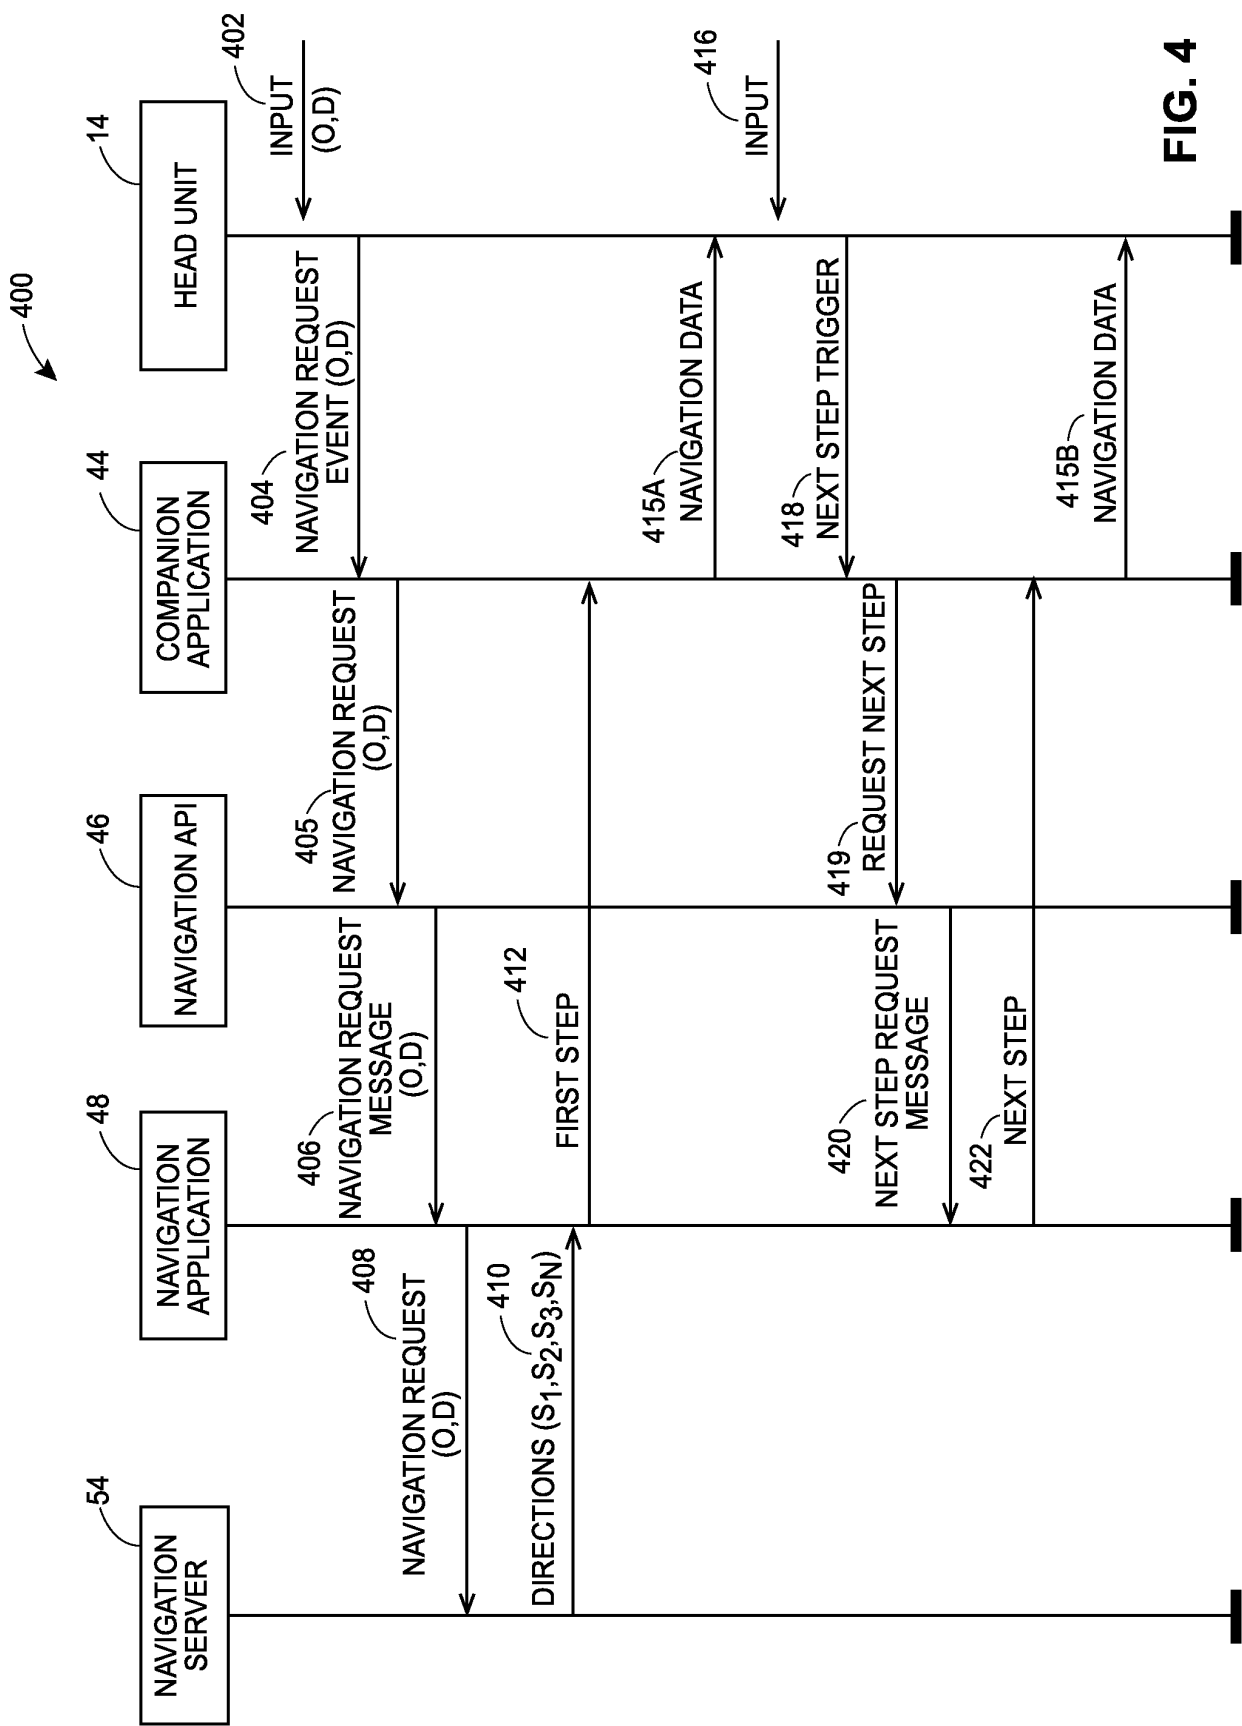 400
54
NAVIGATION
SERVER
48
NAVIGATION
APPLICATION
46
NAVIGATION API
44
COMPANION
APPLICATION
14
HEAD UNIT
402
INPUT
(O,D)
404
NAVIGATION REQUEST
EVENT (O,D)
405
NAVIGATION REQUEST
(O,D)
406
NAVIGATION REQUEST
MESSAGE
(O,D)
408
NAVIGATION REQUEST
(O,D)
410
DIRECTIONS (S1,S2,S3,SN)
412
FIRST STEP
415A
NAVIGATION DATA
416
INPUT
418
NEXT STEP TRIGGER
419
REQUEST NEXT STEP
420
NEXT STEP REQUEST
MESSAGE
422
NEXT STEP
415B
NAVIGATION DATA
FIG. 4